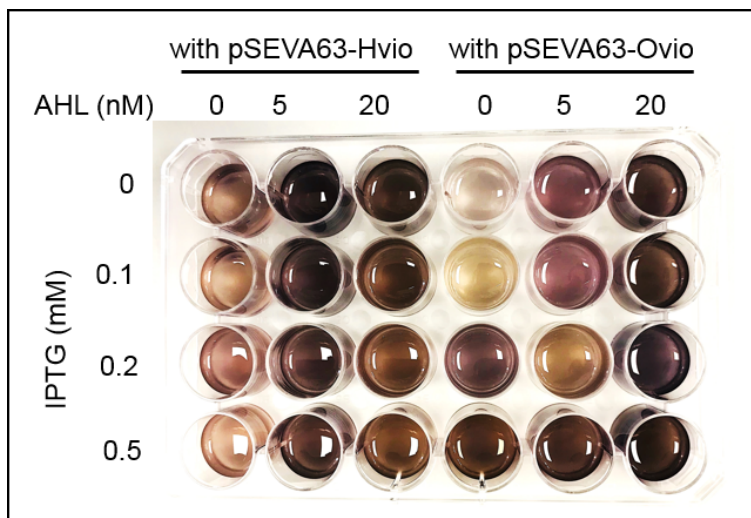 with pSEVA63-Hvio with pSEVA63-Ovio
AHL (nM) 0 5 20 0 5 20
0
0.1
0.2
0.5
IPTG (mM)